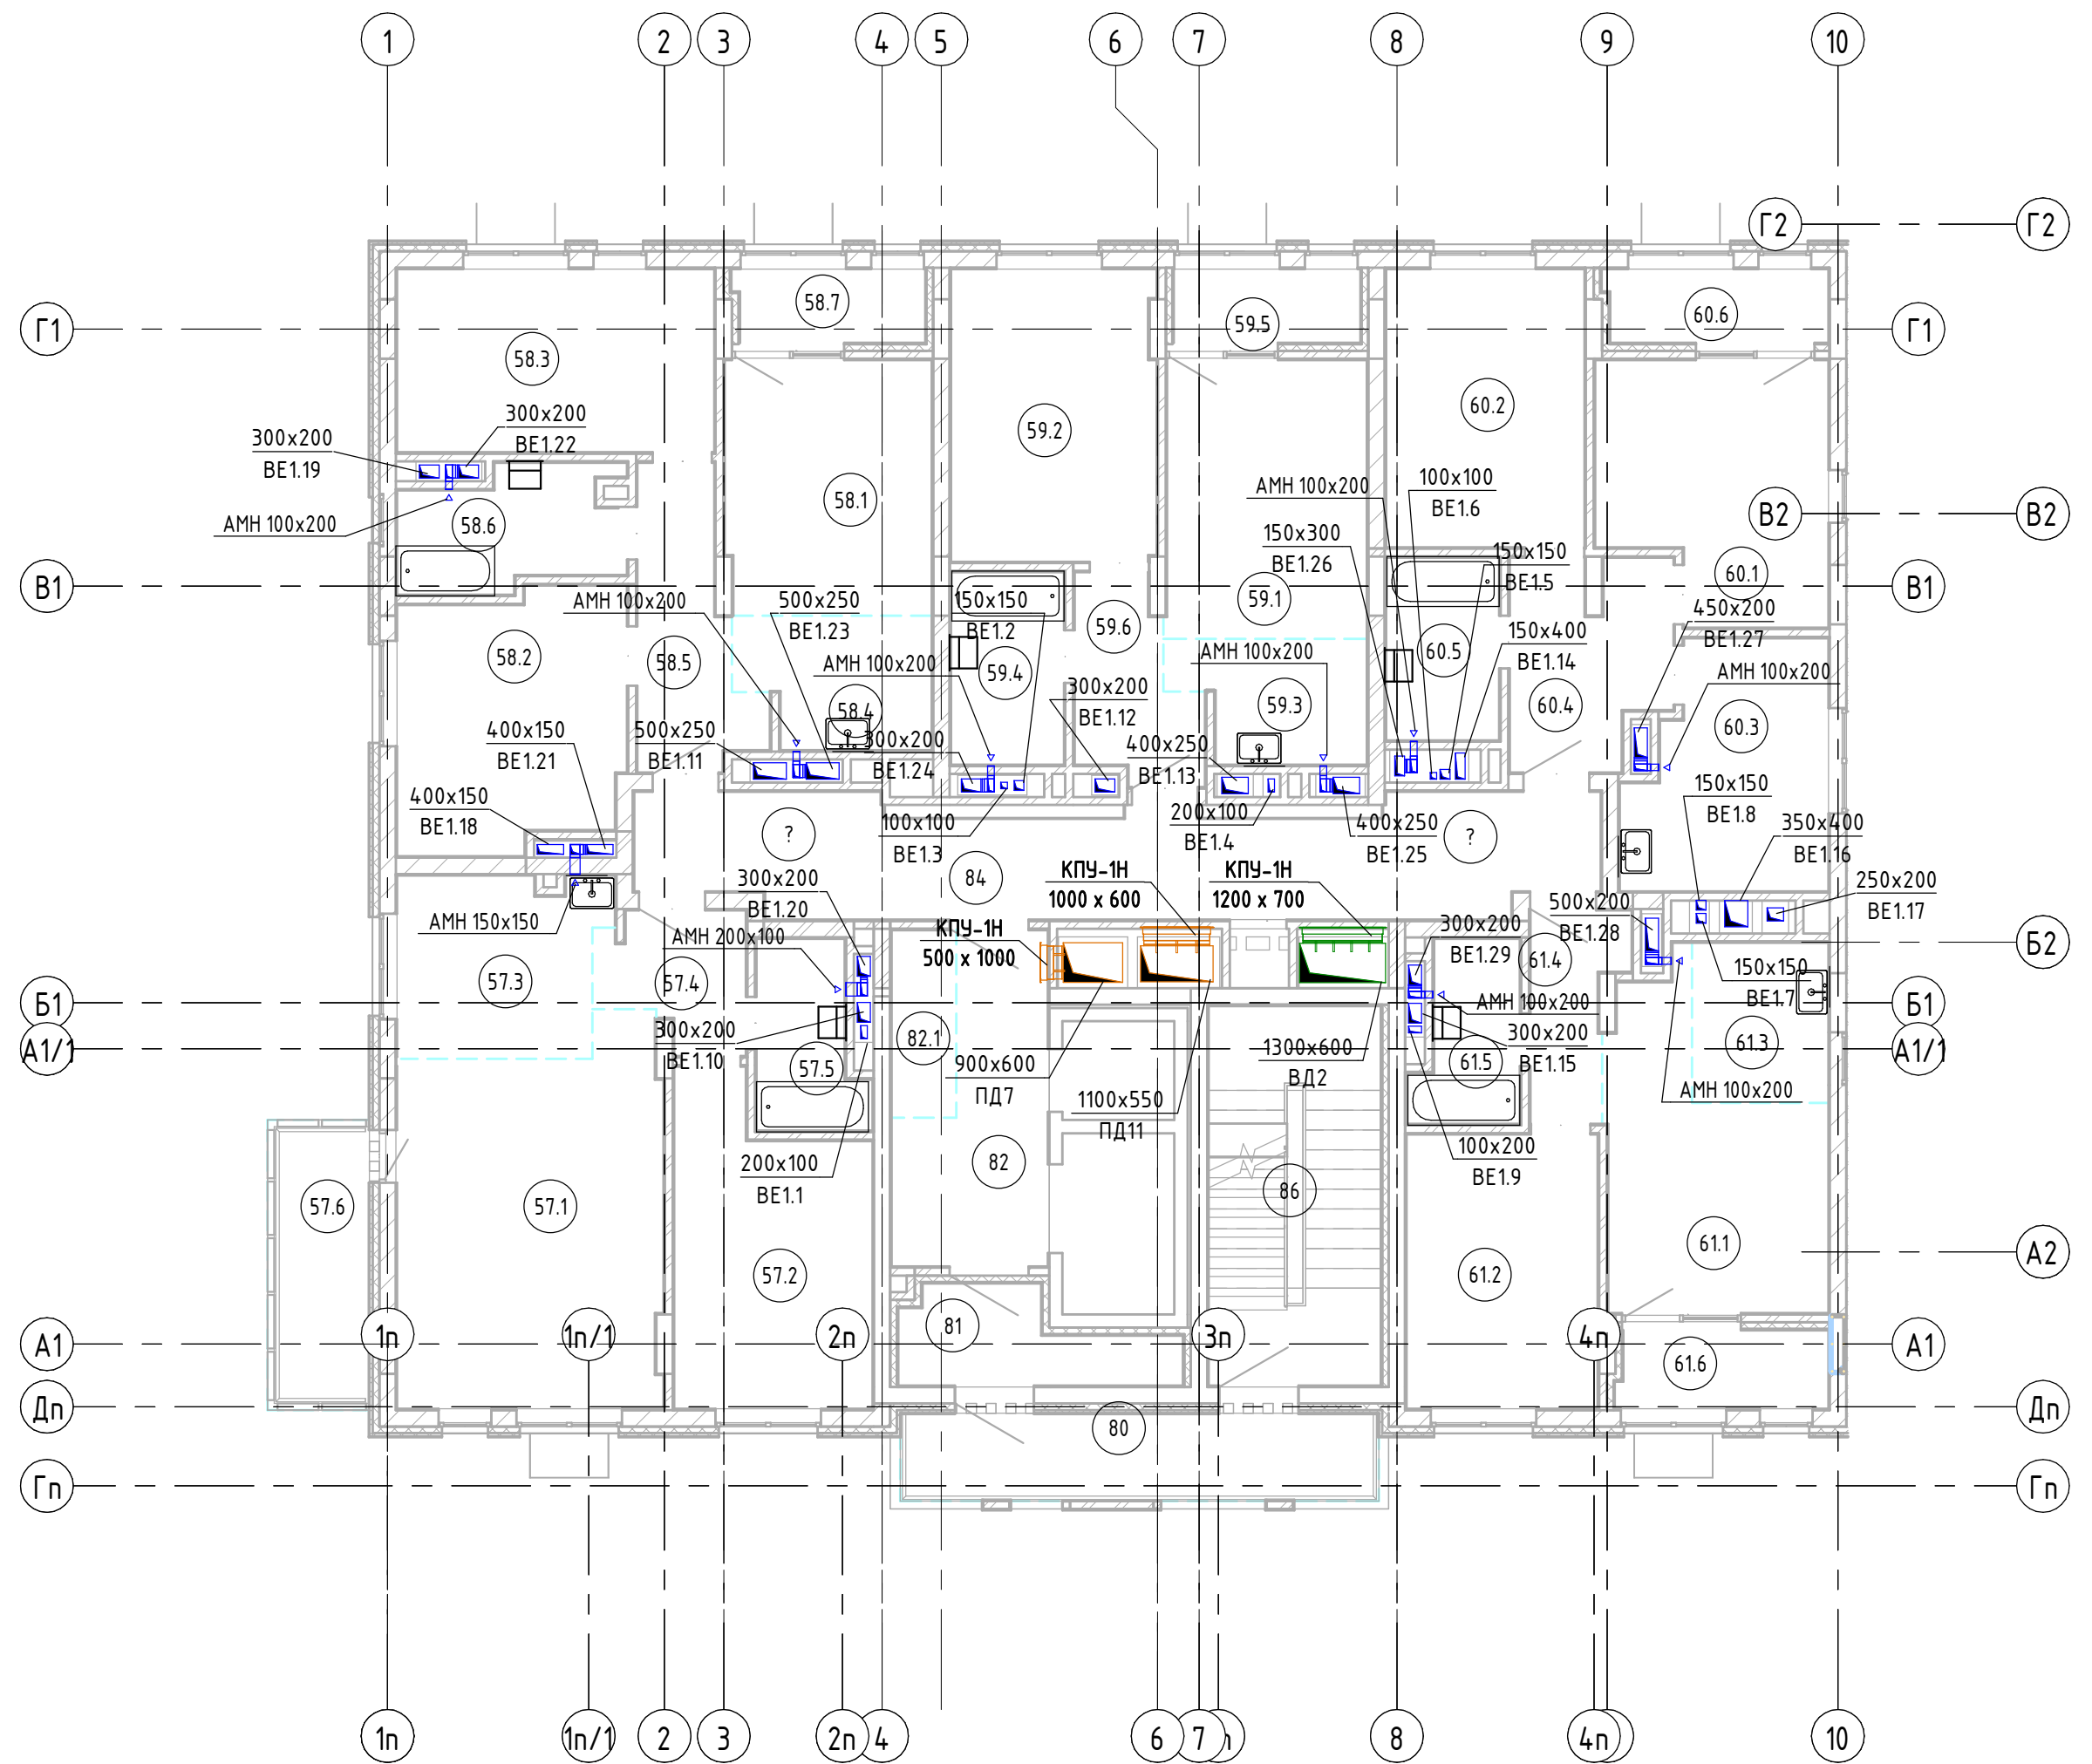 1 2 3 4 5 6 7 8 9 10
Г2 Г2
58.7
59.5
60.6
Г1 Г1
58.3
60.2
300x200
ВЕ1.22
59.2
300x200
ВЕ1.19
100x100
ВЕ1.6
АМН 100x200
58.1
АМН 100x200
58.6
В2 В2
150x300
ВЕ1.26
150x150
ВЕ1.5
60.1
В1 В1
АМН 100x200
500x250
ВЕ1.23
150x150
ВЕ1.2
59.1
59.6
450x200
ВЕ1.27
150x400
ВЕ1.14
58.2
58.5
АМН 100x200
59.4
АМН 100x200
60.5
АМН 100x200
300x200
ВЕ1.12
58.4
59.3
60.4
60.3
400x150
ВЕ1.21
500x250
ВЕ1.11
300x200
ВЕ1.24
400x250
ВЕ1.13
150x150
ВЕ1.8
400x150
ВЕ1.18
?
100x100
ВЕ1.3
200x100
ВЕ1.4
400x250
ВЕ1.25
?
350x400
ВЕ1.16
84
КПУ-1Н
1000 x 600
КПУ-1Н
1200 x 700
300x200
ВЕ1.20
250x200
ВЕ1.17
АМН 150x150
АМН 200x100
КПУ-1Н
500 x 1000
300x200
ВЕ1.29
500x200
ВЕ1.28
Б2
61.4
57.3
57.4
150x150
ВЕ1.7
Б1 Б1
АМН 100x200
300x200
ВЕ1.10
82.1
300x200
ВЕ1.15
61.3
А1/1 А1/1
57.5
900x600
ПД7
1300x600
ВД2
61.5
1100x550
ПД11
АМН 100x200
200x100
ВЕ1.1
82
100x200
ВЕ1.9
57.6
57.1
86
61.1
А2
57.2
61.2
1п 1п/1 2п 81 3п 4п
А1 А1
61.6
Дп Дп
80
Гп Гп
1п 1п/1 2 3 2п 4 6 7 8 4п 10